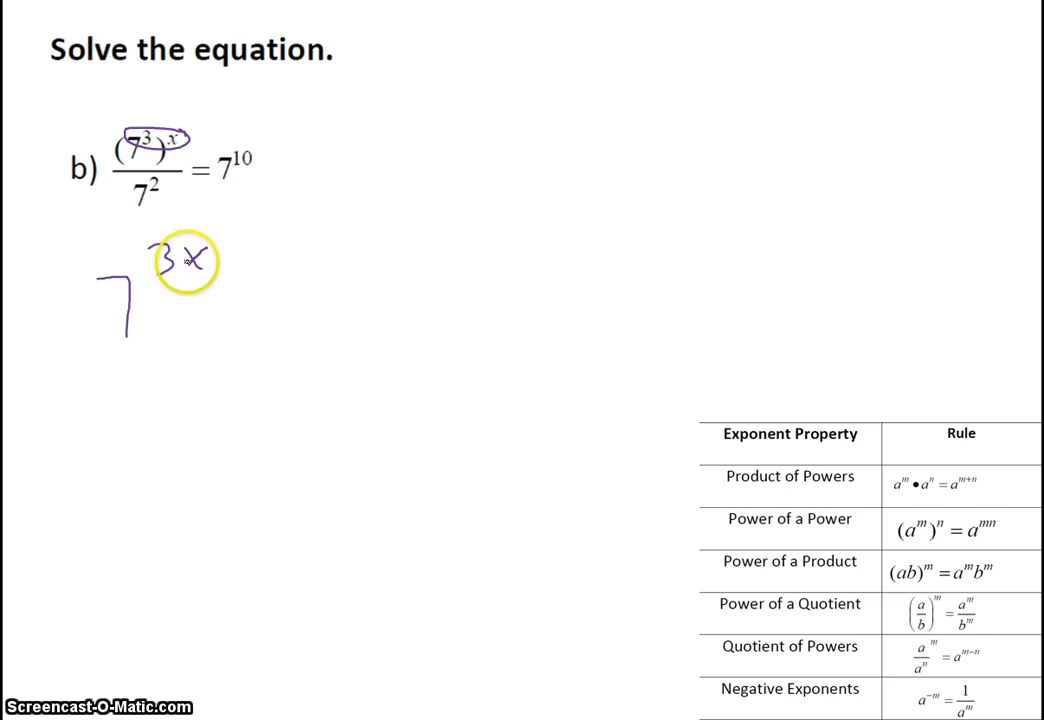 Solve the equation.
b) (7³)ˣ / 7² = 7¹⁰
7³ˣ
Exponent Property Rule
Product of Powers aᵐ • aⁿ = aᵐ⁺ⁿ
Power of a Power (aᵐ)ⁿ = aᵐⁿ
Power of a Product (ab)ᵐ = aᵐbᵐ
Power of a Quotient (a/b)ᵐ = aᵐ/bᵐ
Quotient of Powers a/aⁿ ᵐ = aᵐ⁻ⁿ
Negative Exponents a⁻ᵐ = 1/aᵐ
Screencast-O-Matic.com